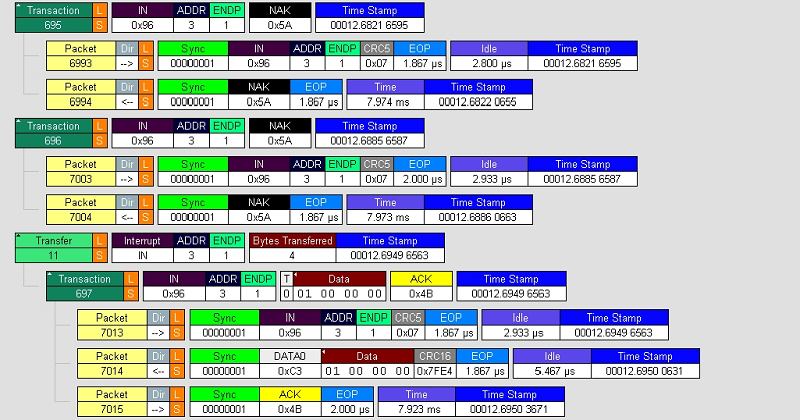 Transaction L IN ADDR ENDP NAK Time Stamp
695 S 0x96 3 1 0x5A 00012.6821 6595
Packet Dir L Sync IN ADDR ENDP CRC5 EOP Idle Time Stamp
6993 --> S 00000001 0x96 3 1 0x07 1.867 µs 2.800 µs 00012.6821 6595
Packet Dir L Sync NAK EOP Time Time Stamp
6994 <-- S 00000001 0x5A 1.867 µs 7.974 ms 00012.6822 0655
Transaction L IN ADDR ENDP NAK Time Stamp
696 S 0x96 3 1 0x5A 00012.6885 6587
Packet Dir L Sync IN ADDR ENDP CRC5 EOP Idle Time Stamp
7003 --> S 00000001 0x96 3 1 0x07 2.000 µs 2.933 µs 00012.6885 6587
Packet Dir L Sync NAK EOP Time Time Stamp
7004 <-- S 00000001 0x5A 1.867 µs 7.973 ms 00012.6886 0663
Transfer L Interrupt ADDR ENDP Bytes Transferred Time Stamp
11 S IN 3 1 4 00012.6949 6563
Transaction L IN ADDR ENDP T Data ACK Time Stamp
697 S 0x96 3 1 0 01 00 00 00 0x4B 00012.6949 6563
Packet Dir L Sync IN ADDR ENDP CRC5 EOP Idle Time Stamp
7013 --> S 00000001 0x96 3 1 0x07 1.867 µs 2.933 µs 00012.6949 6563
Packet Dir L Sync DATA0 Data CRC16 EOP Idle Time Stamp
7014 <-- S 00000001 0xC3 01 00 00 00 0x7FE4 1.867 µs 5.467 µs 00012.6950 0631
Packet Dir L Sync ACK EOP Time Time Stamp
7015 --> S 00000001 0x4B 2.000 µs 7.923 ms 00012.6950 3671